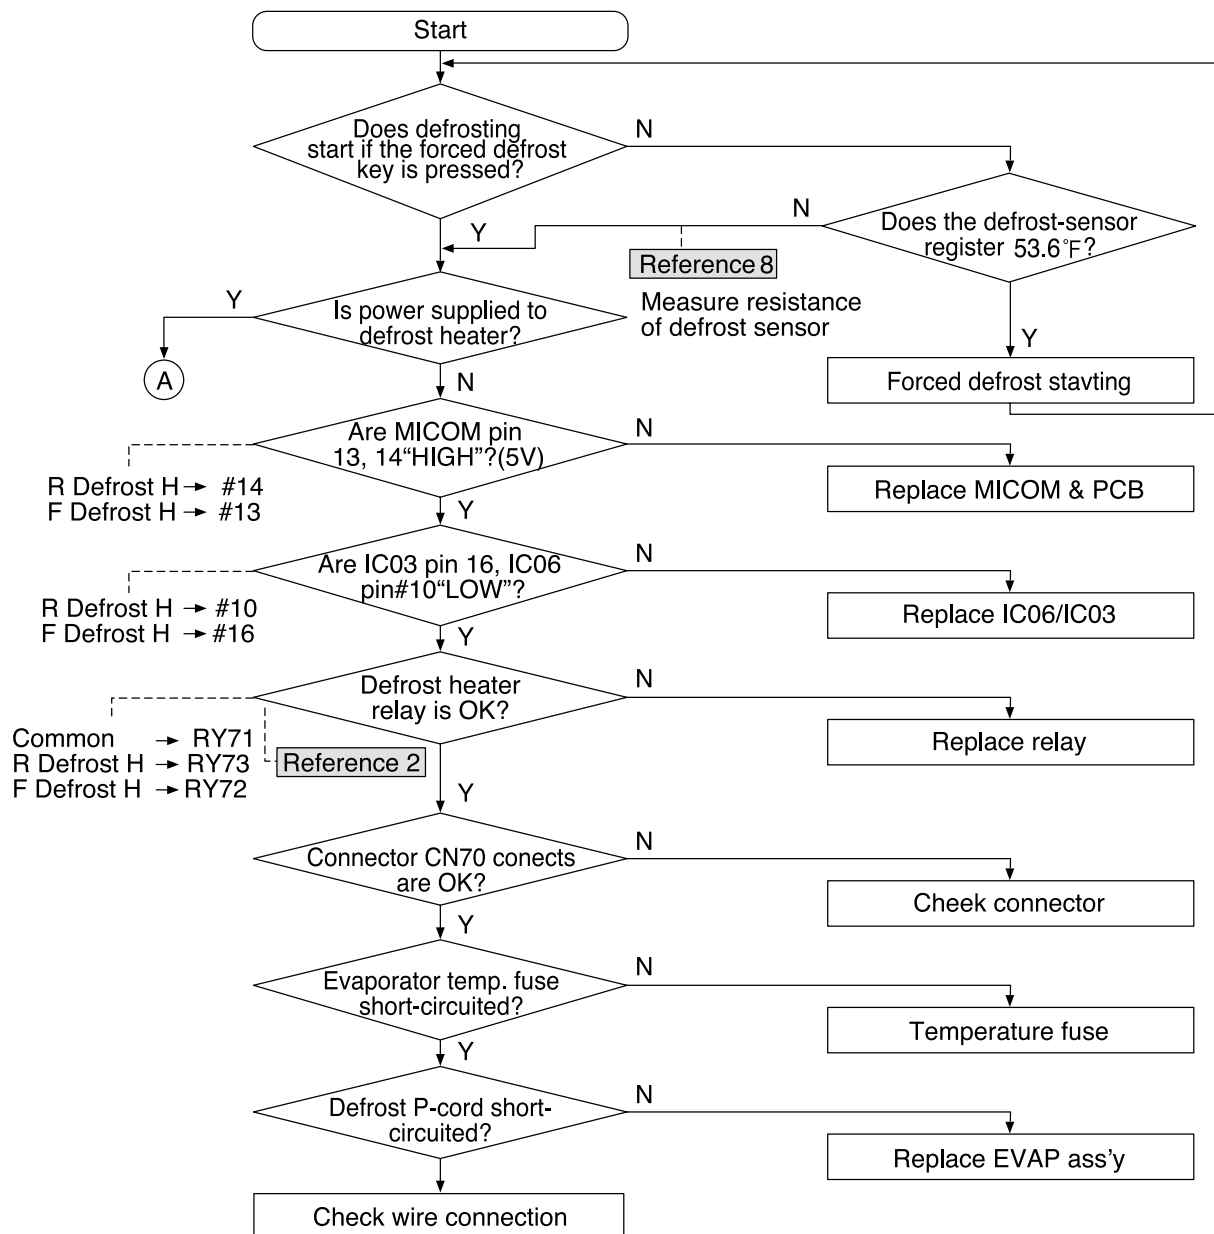 Start
Does defrosting
start if the forced defrost
key is pressed?
N
Y
Does the defrost-sensor
register 53.6°F?
N
Reference 8
Measure resistance
of defrost sensor
Y
Forced defrost stavting
Is power supplied to
defrost heater?
Y
A
N
Are MICOM pin
13, 14“HIGH”?(5V)
N
Replace MICOM & PCB
R Defrost H → #14
F Defrost H → #13
Y
Are IC03 pin 16, IC06
pin#10“LOW”?
N
Replace IC06/IC03
R Defrost H → #10
F Defrost H → #16
Y
Defrost heater
relay is OK?
N
Replace relay
Common → RY71
R Defrost H → RY73
F Defrost H → RY72
Reference 2
Y
Connector CN70 conects
are OK?
N
Cheek connector
Y
Evaporator temp. fuse
short-circuited?
N
Temperature fuse
Y
Defrost P-cord short-
circuited?
N
Replace EVAP ass’y
Check wire connection